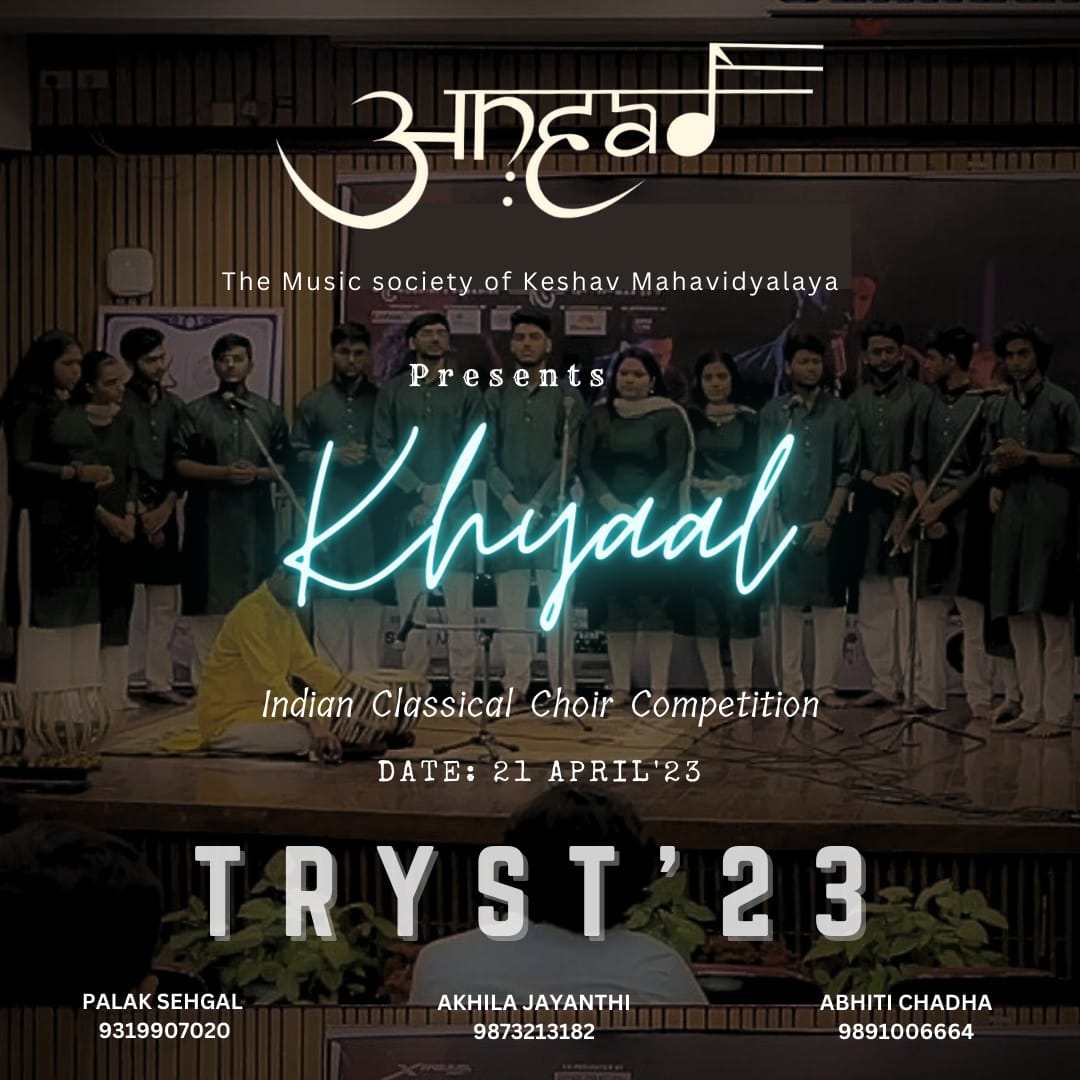 अnहad
The Music society of Keshav Mahavidyalaya
Presents
Khyaal
Indian Classical Choir Competition
DATE: 21 APRIL'23
TRYST'23
PALAK SEHGAL
9319907020
AKHILA JAYANTHI
9873213182
ABHITI CHADHA
9891006664